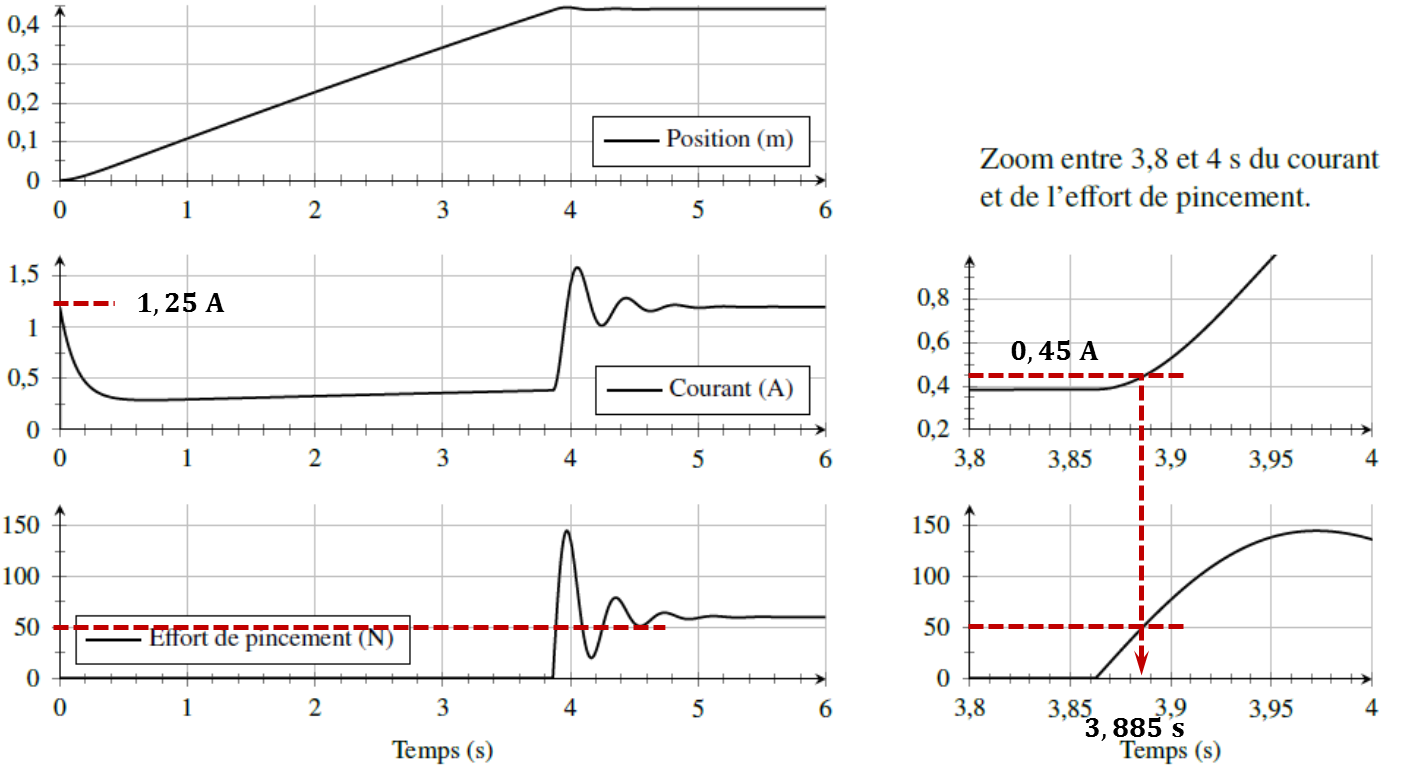 0,4
0,3
0,2
0,1
0
Position (m)
0 1 2 3 4 5 6
Zoom entre 3,8 et 4 s du courant
et de l’effort de pincement.
1,5
1
0,5
0
1, 25 A
Courant (A)
0 1 2 3 4 5 6
0,8
0,6
0,4
0,2
0, 45 A
3,8 3,85 3,9 3,95 4
150
100
50
0
Effort de pincement (N)
0 1 2 3 4 5 6
Temps (s)
150
100
50
0
3,8 3,85 3,9 3,95 4
3, 885 s
Temps (s)